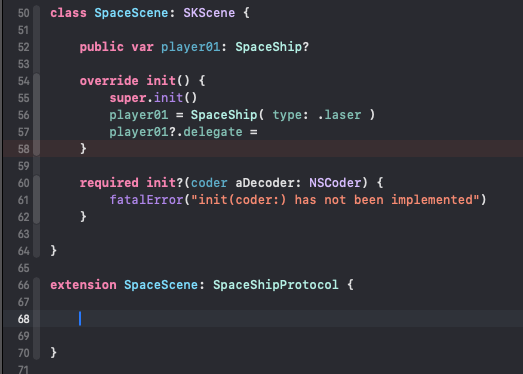 50 class SpaceScene: SKScene {
51
52 public var player01: SpaceShip?
53
54 override init() {
55 super.init()
56 player01 = SpaceShip( type: .laser )
57 player01?.delegate =
58 }
59
60 required init?(coder aDecoder: NSCoder) {
61 fatalError("init(coder:) has not been implemented")
62 }
63
64 }
65
66 extension SpaceScene: SpaceShipProtocol {
67
68
69
70 }
71